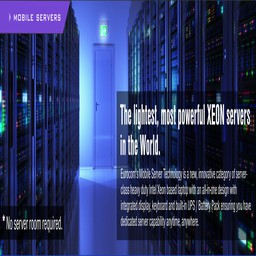 MOBILE SERVERS
The lightest, most powerful XEON servers
in the World.
Eurocom's Mobile Server Technology is a new, innovative category of server-
class heavy duty Intel Xeon based laptop with an all-in-one design with
integrated display, keyboard and built-in UPS ( Battery Pack ensuring you have
dedicated server capability anytime, anywhere.
*No server room required.